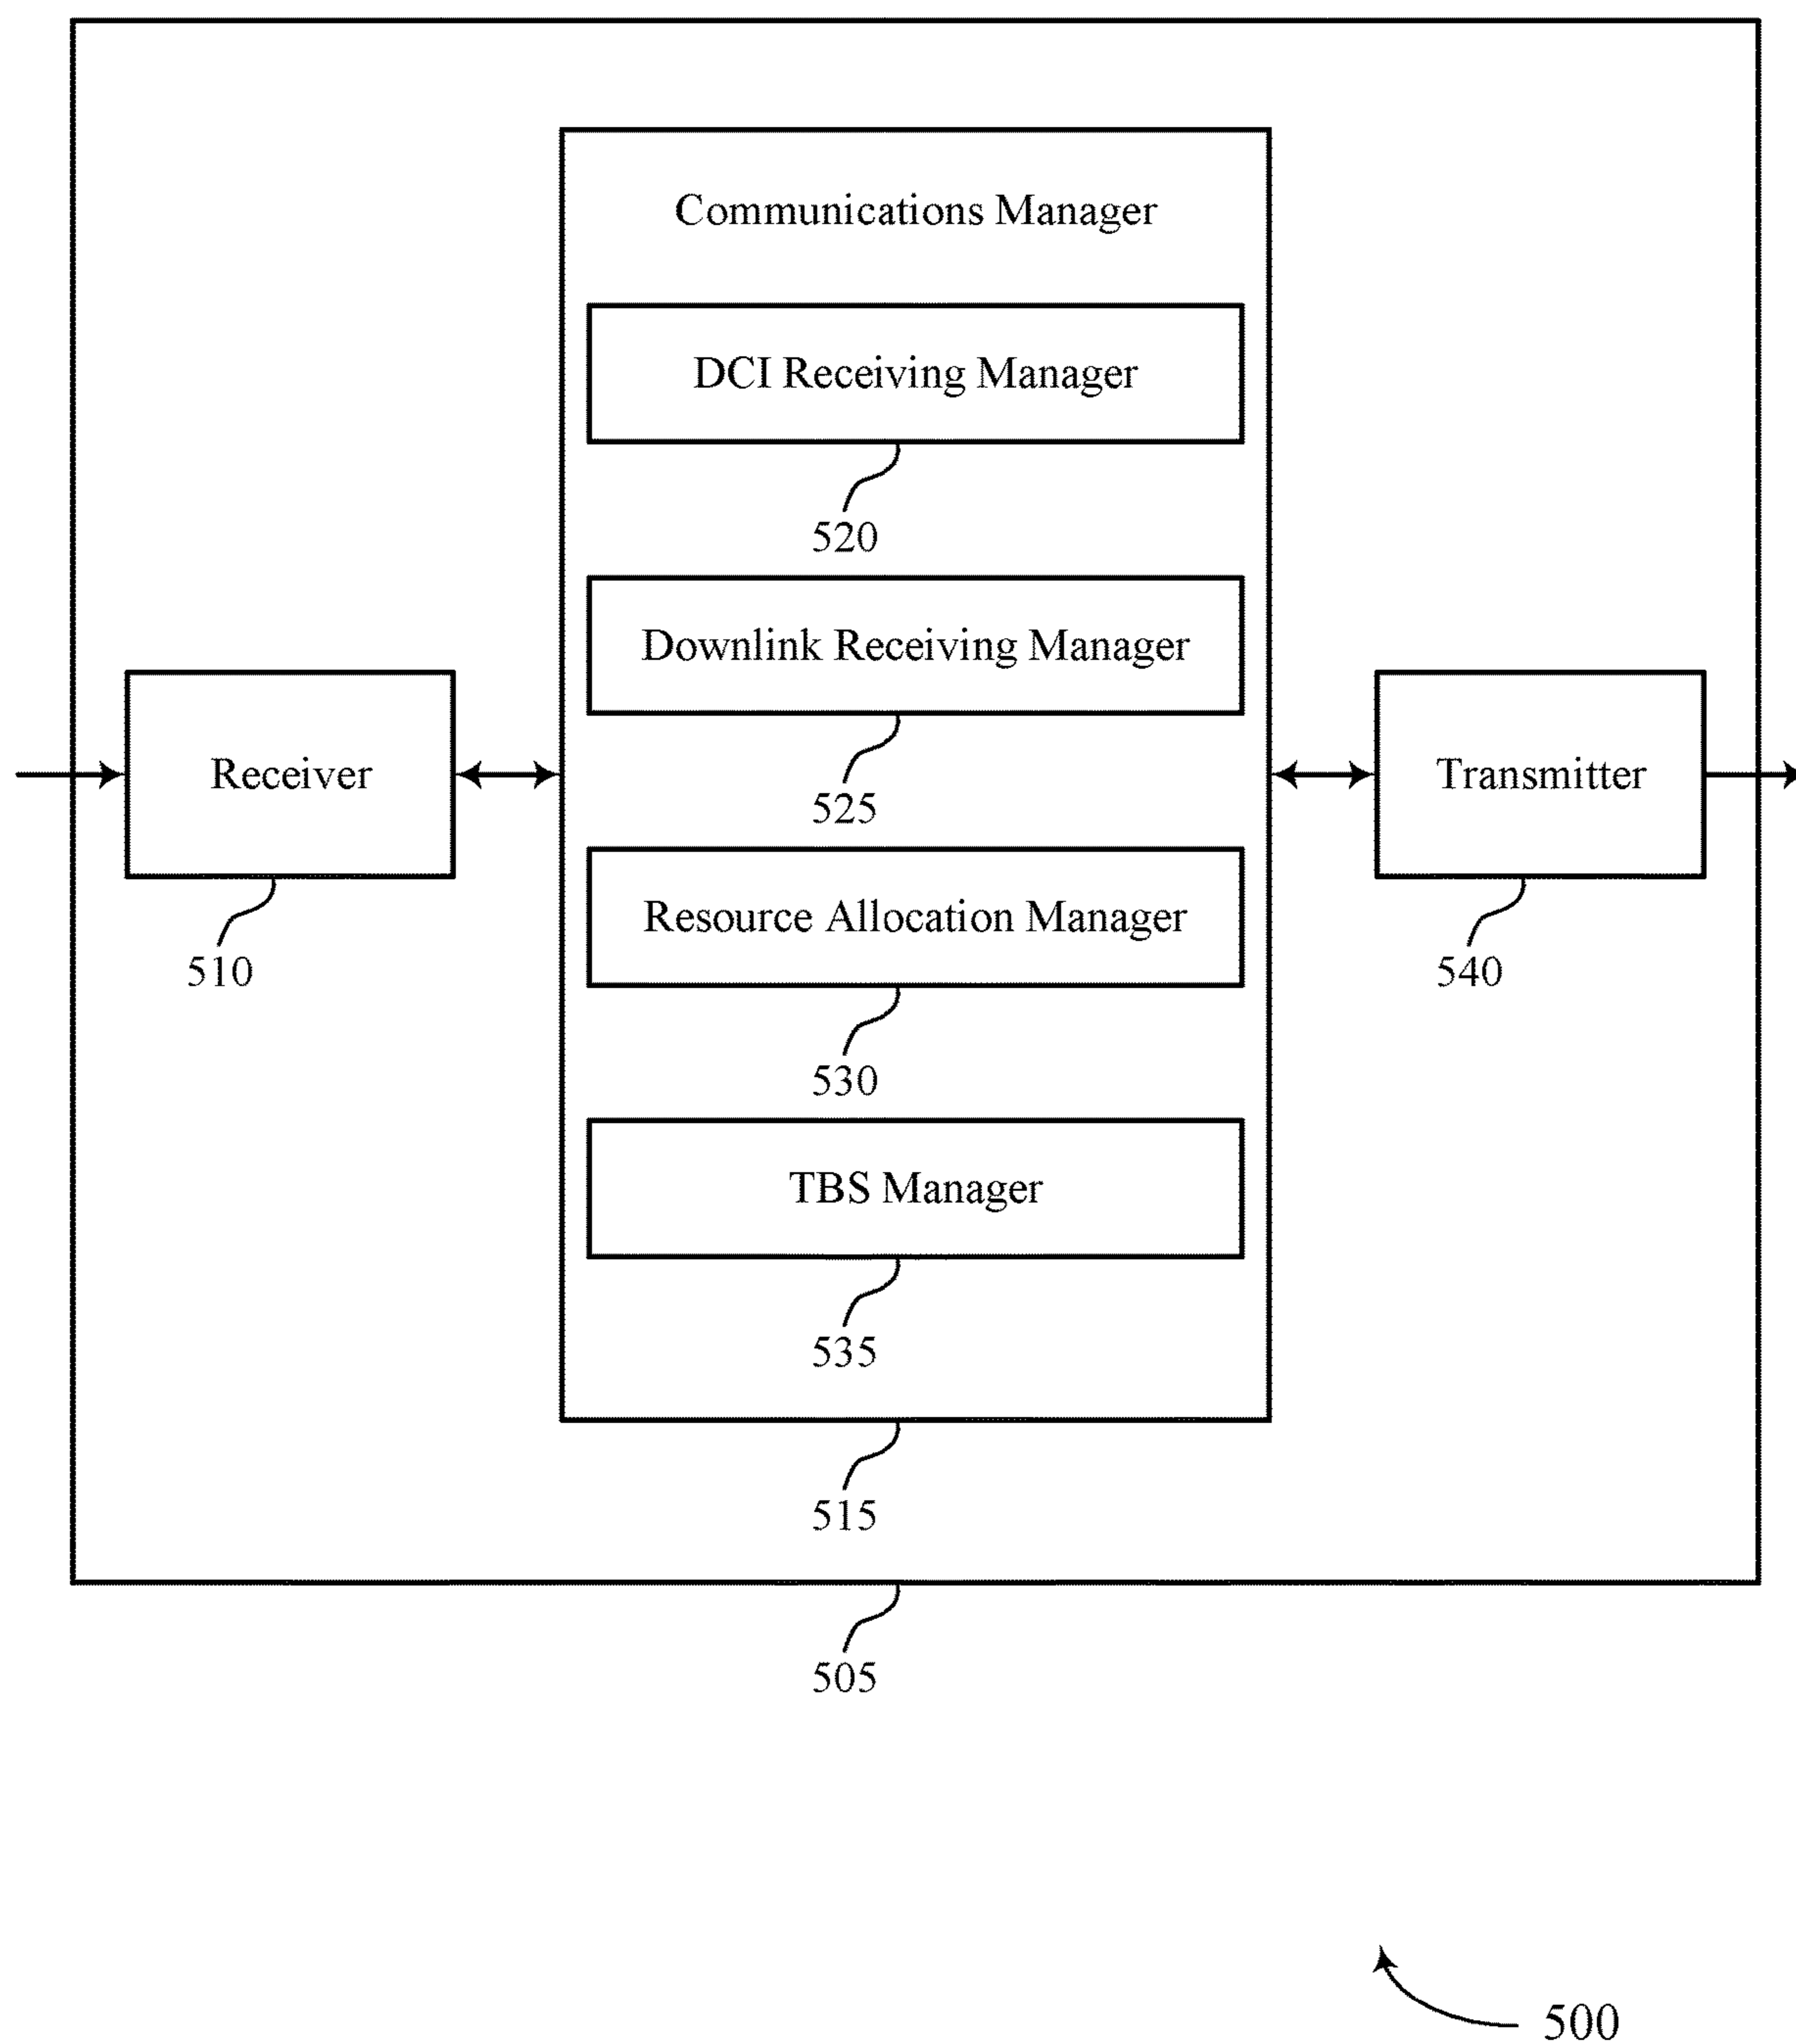 Communications Manager
DCI Receiving Manager
520
Downlink Receiving Manager
525
Receiver
510
Transmitter
540
Resource Allocation Manager
530
TBS Manager
535
515
505
500